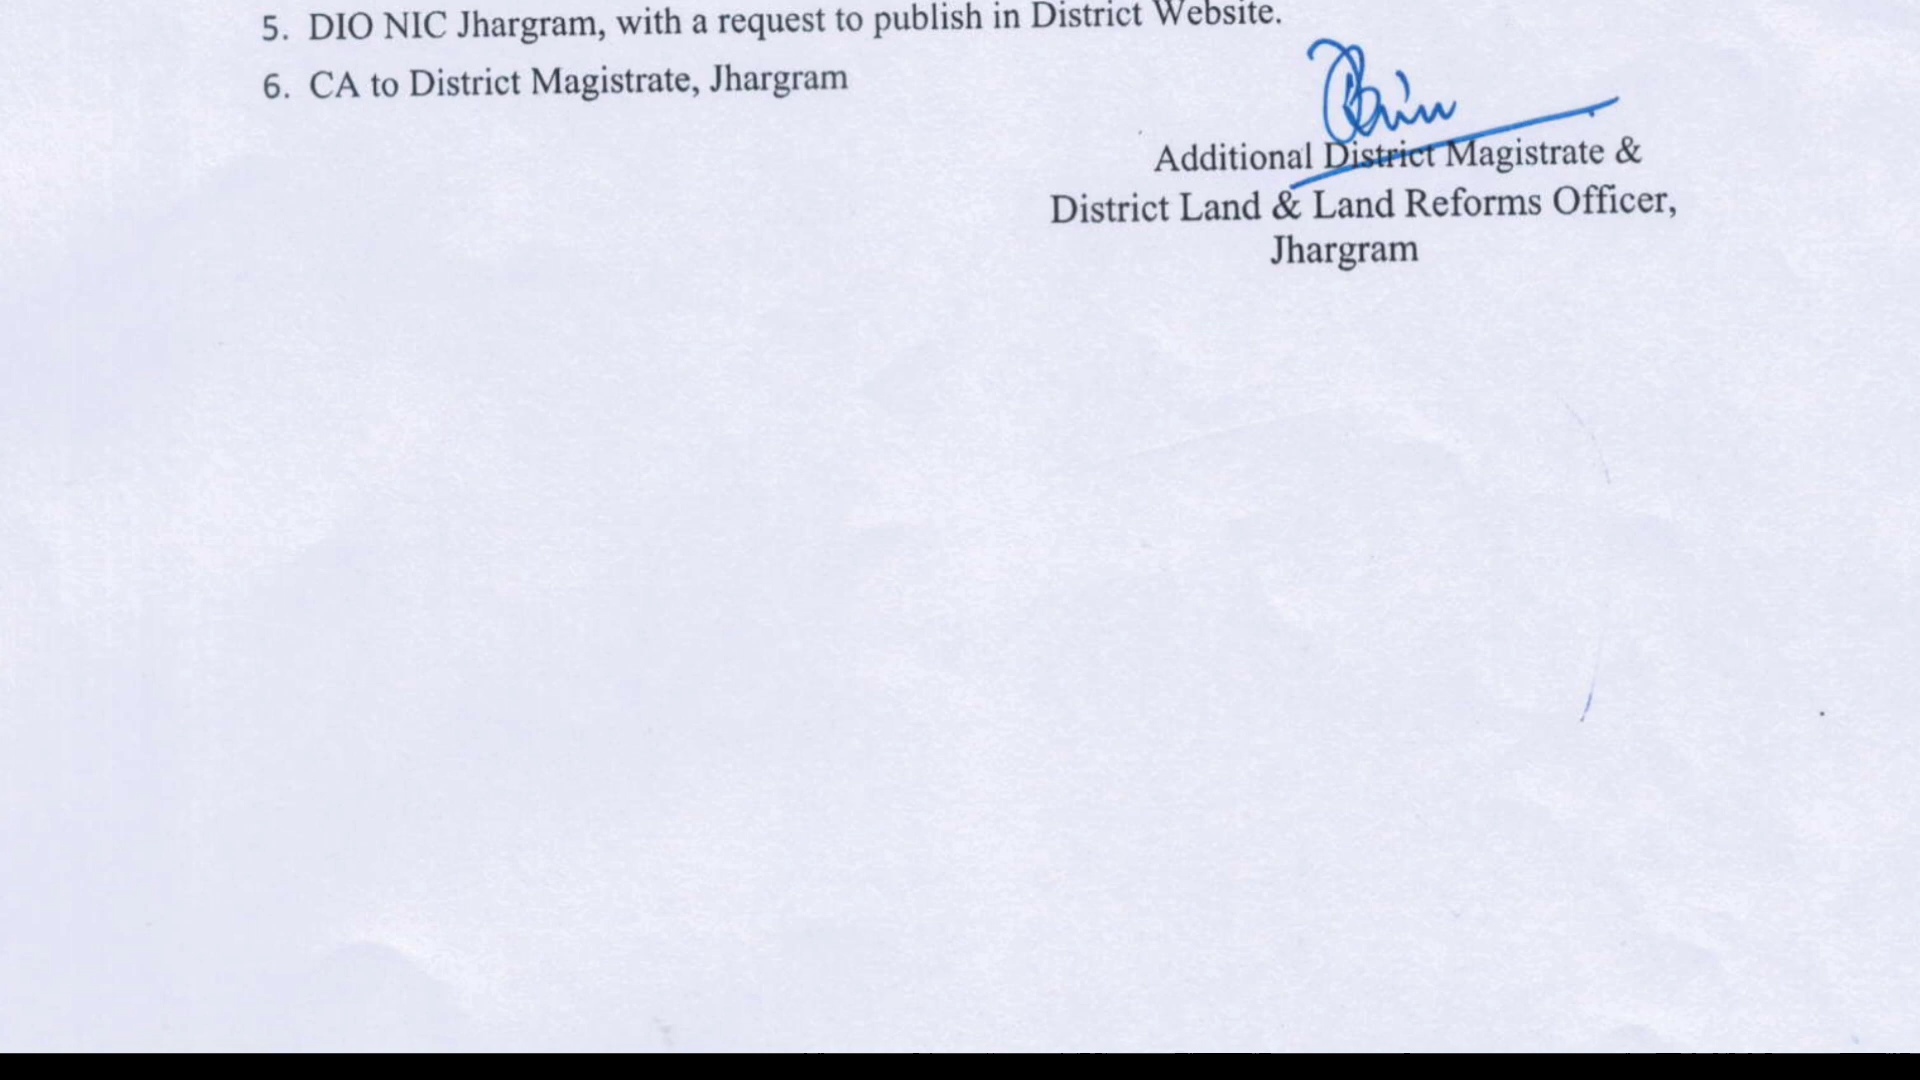 5. DIO NIC Jhargram, with a request to publish in District Website.
6. CA to District Magistrate, Jhargram
Additional District Magistrate &
District Land & Land Reforms Officer,
Jhargram